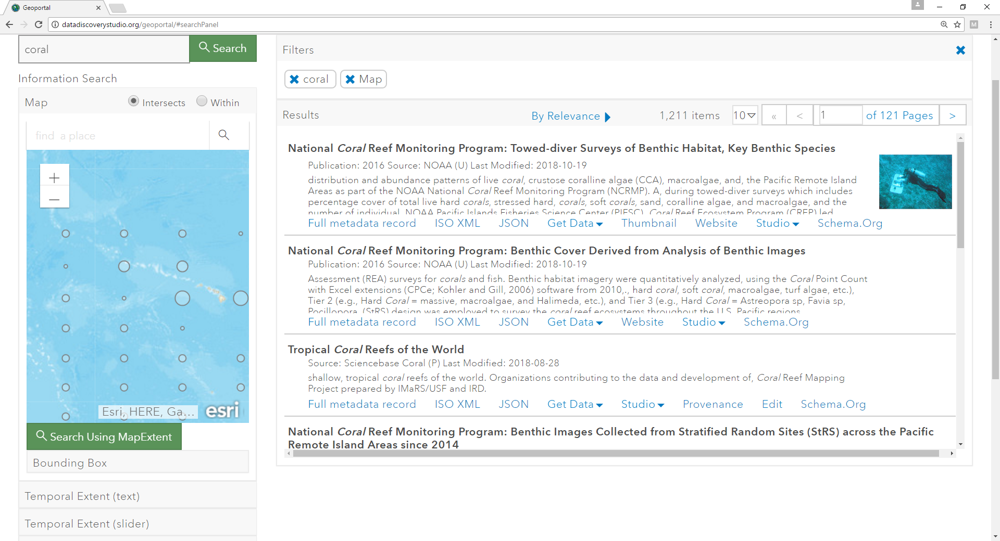 Geoportal
datadiscoverystudio.org/geoportal/#searchPanel
M
coral
Search
Information Search
Map
Intersects
Within
find a place
+
−
Esri, HERE, Ga...
esri
Search Using MapExtent
Bounding Box
Temporal Extent (text)
Temporal Extent (slider)
Filters
coral
Map
Results
By Relevance
1,211 items
10
«
<
1
of 121 Pages
>
National Coral Reef Monitoring Program: Towed-diver Surveys of Benthic Habitat, Key Benthic Species
Publication: 2016 Source: NOAA (U) Last Modified: 2018-10-19
distribution and abundance patterns of live coral, crustose coralline algae (CCA), macroalgae, and, the Pacific Remote Island
Areas as part of the NOAA National Coral Reef Monitoring Program (NCRMP). A, during towed-diver surveys which includes
percentage cover of total live hard corals, stressed hard, corals, soft corals, sand, coralline algae, and macroalgae, and the
number of individual, NOAA Pacific Islands Fisheries Science Center (PIFSC), Coral Reef Ecosystem Program (CREP) led
Full metadata record ISO XML JSON Get Data Thumbnail Website Studio Schema.Org
National Coral Reef Monitoring Program: Benthic Cover Derived from Analysis of Benthic Images
Publication: 2016 Source: NOAA (U) Last Modified: 2018-10-19
Assessment (REA) surveys for corals and fish. Benthic habitat imagery were quantitatively analyzed, using the Coral Point Count
with Excel extensions (CPCe; Kohler and Gill, 2006) software from 2010,., hard coral, soft coral, macroalgae, turf algae, etc.),
Tier 2 (e.g., Hard Coral = massive, macroalgae, and Halimeda, etc.), and Tier 3 (e.g., Hard Coral = Astreopora sp, Favia sp,
Pocillopora, (StRS) design was employed to survey the coral reef ecosystems throughout the U.S. Pacific regions
Full metadata record ISO XML JSON Get Data Website Studio Schema.Org
Tropical Coral Reefs of the World
Source: Sciencebase Coral (P) Last Modified: 2018-08-28
shallow, tropical coral reefs of the world. Organizations contributing to the data and development of, Coral Reef Mapping
Project prepared by IMaRS/USF and IRD.
Full metadata record ISO XML JSON Get Data Studio Provenance Edit Schema.Org
National Coral Reef Monitoring Program: Benthic Images Collected from Stratified Random Sites (StRS) across the Pacific
Remote Island Areas since 2014